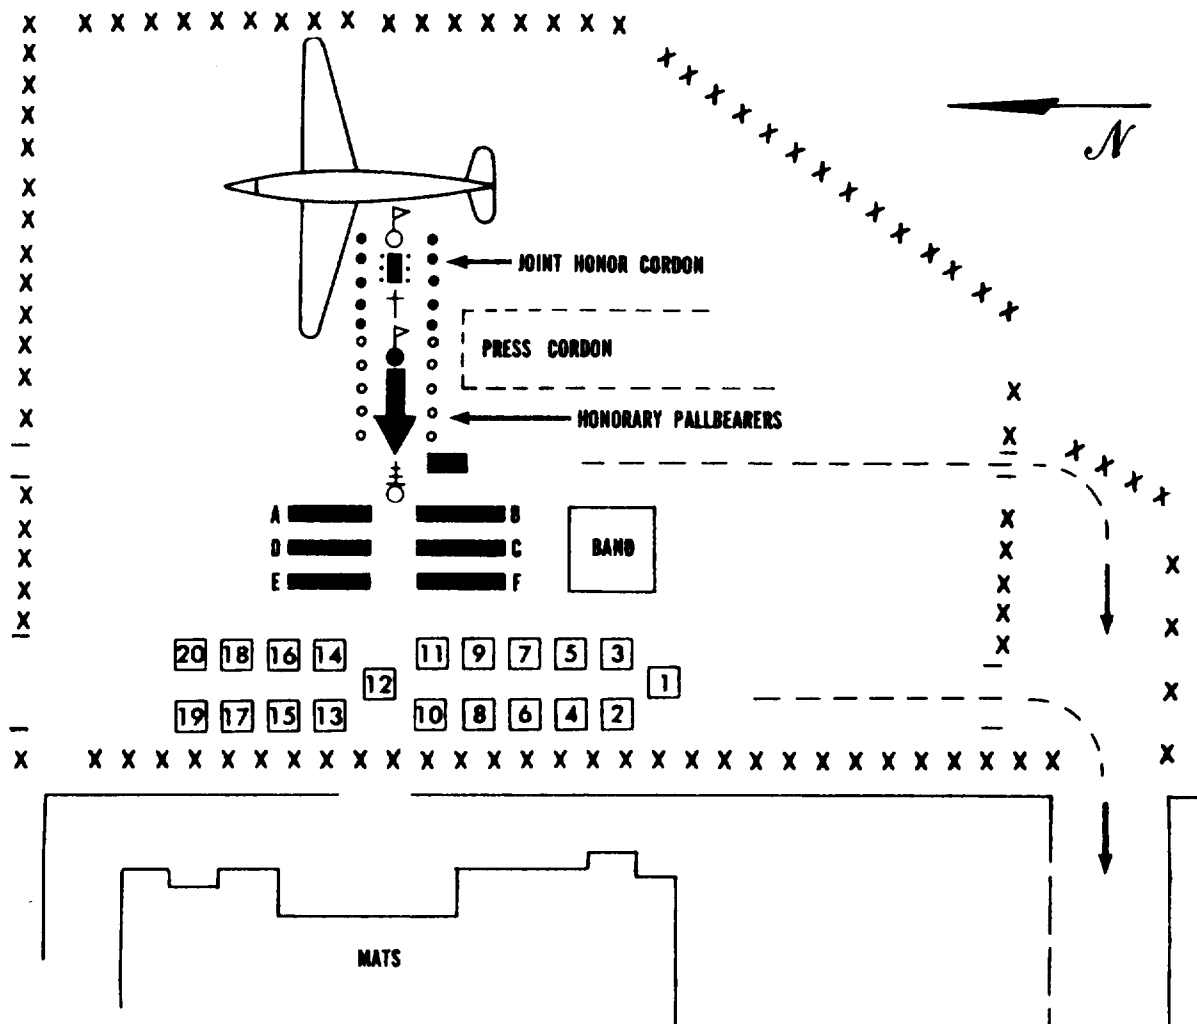 N
JOINT HONOR CORDON
PRESS CORDON
HONORARY PALLBEARERS
A B
D C BAND
E F
20 18 16 14 11 9 7 5 3
12 1
19 17 15 13 10 8 6 4 2
MATS